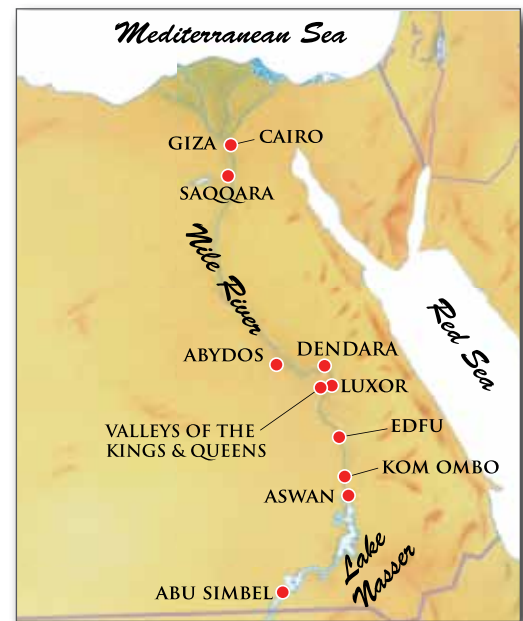 Mediterranean Sea
GIZA
CAIRO
SAQQARA
Nile River
ABYDOS
DENDARA
Red Sea
LUXOR
VALLEYS OF THE
KINGS & QUEENS
EDFU
KOM OMBO
ASWAN
Lake
Nasser
ABU SIMBEL